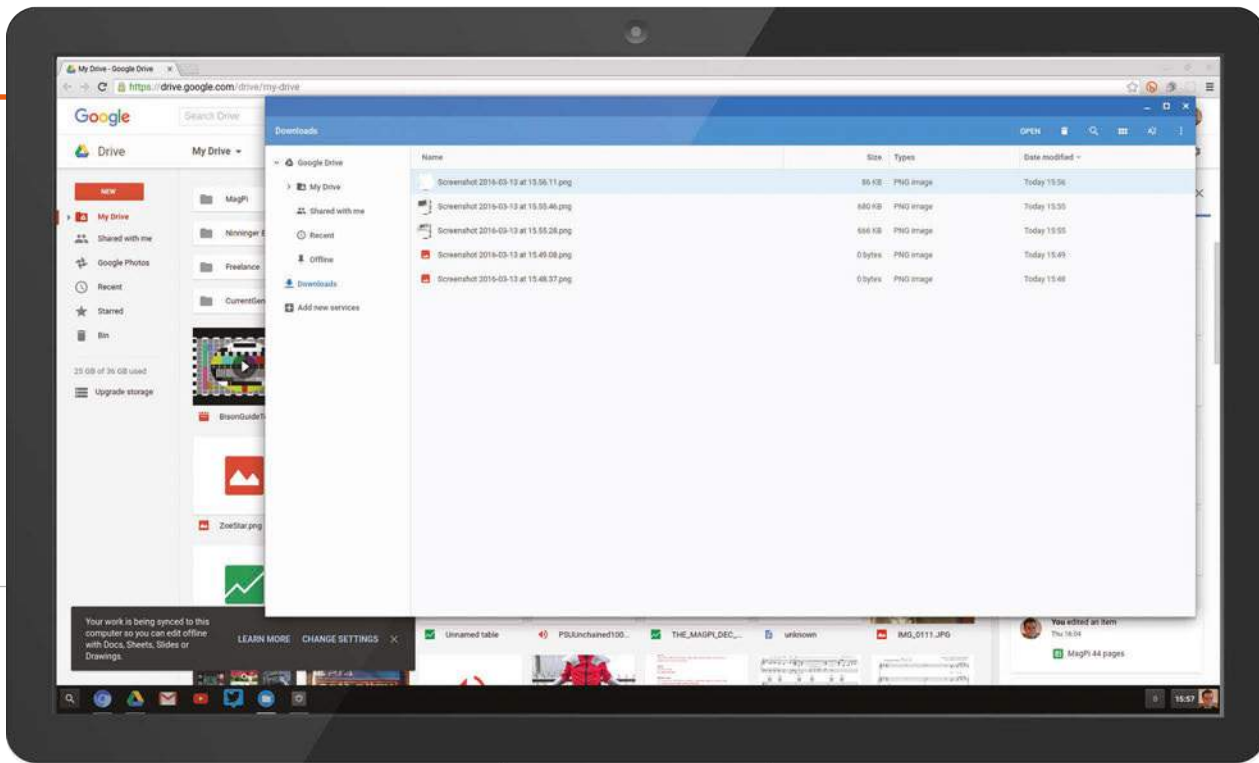 My Drive - Google Drive
https://drive.google.com/drive/my-drive
Google
Search Drive
Drive
My Drive
NEW
My Drive
Shared with me
Google Photos
Recent
Starred
Bin
25 GB of 36 GB used
Upgrade storage
MagPi
Freelance
ZoeStar.png
Downloads
OPEN
Google Drive
My Drive
Shared with me
Recent
Offline
Downloads
Add new services
Name
Size
Types
Date modified
Screenshot 2016-03-13 at 15.56.11.png
86 KB
PNG image
Today 15:56
Screenshot 2016-03-13 at 15.55.46.png
680 KB
PNG image
Today 15:55
Screenshot 2016-03-13 at 15.55.28.png
666 KB
PNG image
Today 15:55
Screenshot 2016-03-13 at 15.49.08.png
0 bytes
PNG image
Today 15:49
Screenshot 2016-03-13 at 15.48.37.png
0 bytes
PNG image
Today 15:48
Your work is being synced to this
computer so you can edit offline
with Docs, Sheets, Slides or
Drawings.
LEARN MORE
CHANGE SETTINGS
Unnamed table
PSUUnchained100...
THE_MAGPI_DEC_...
unknown
IMG_0111.JPG
You edited an item
Thu 16:04
MagPi 44 pages
0
15:57